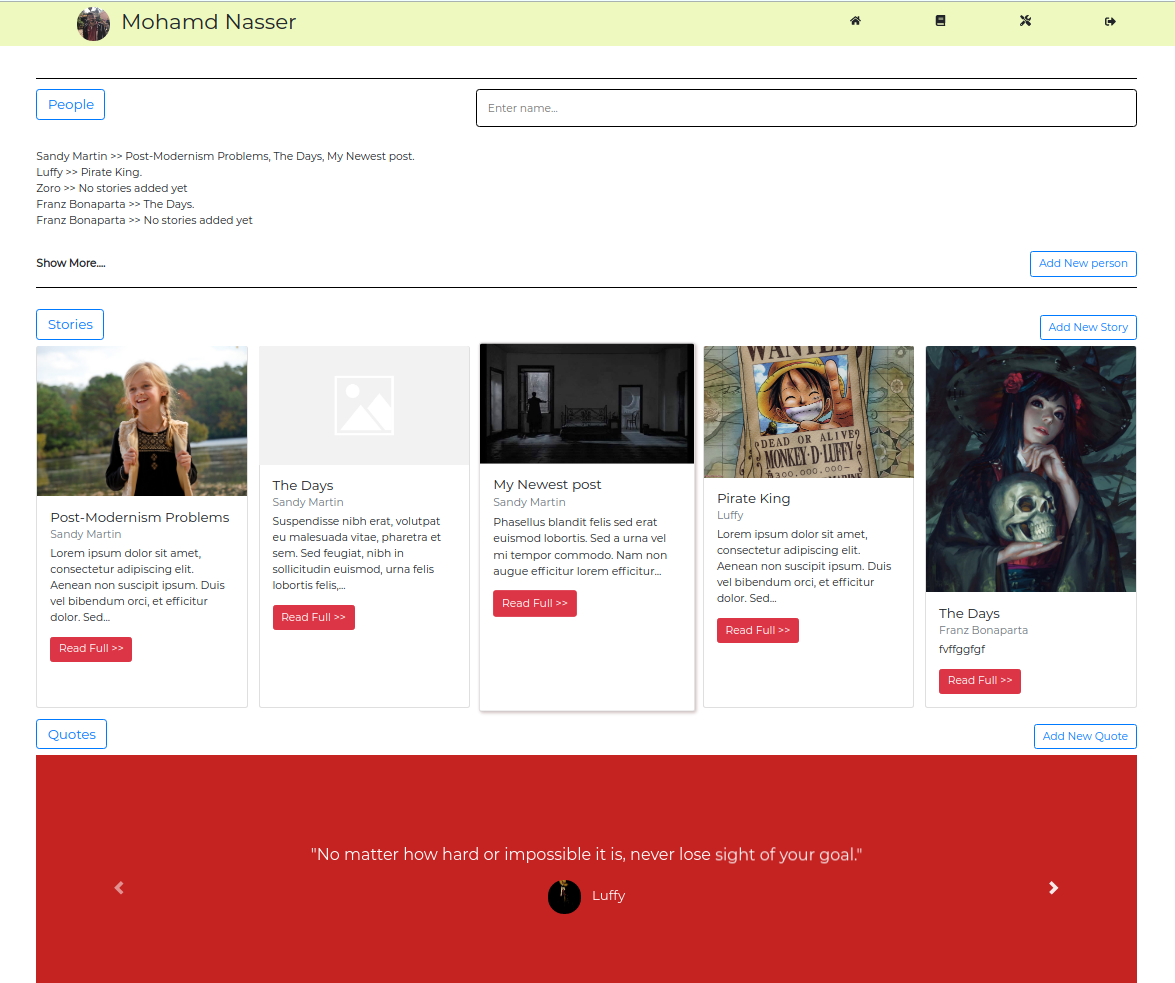 Mohamd Nasser
People
Enter name...
Sandy Martin >> Post-Modernism Problems, The Days, My Newest post.
Luffy >> Pirate King.
Zoro >> No stories added yet
Franz Bonaparta >> The Days.
Franz Bonaparta >> No stories added yet
Show More....
Add New person
Stories
Add New Story
Post-Modernism Problems
Sandy Martin
Lorem ipsum dolor sit amet,
consectetur adipiscing elit.
Aenean non suscipit ipsum. Duis
vel bibendum orci, et efficitur
dolor. Sed...
Read Full >>
The Days
Sandy Martin
Suspendisse nibh erat, volutpat
eu malesuada vitae, pharetra et
sem. Sed feugiat, nibh in
sollicitudin euismod, urna felis
lobortis felis,...
Read Full >>
My Newest post
Sandy Martin
Phasellus blandit felis sed erat
euismod lobortis. Sed a urna vel
mi tempor commodo. Nam non
augue efficitur lorem efficitur...
Read Full >>
WANTED
DEAD OR ALIVE
MONKEY·D·LUFFY
300,000,000-
Pirate King
Luffy
Lorem ipsum dolor sit amet,
consectetur adipiscing elit.
Aenean non suscipit ipsum. Duis
vel bibendum orci, et efficitur
dolor. Sed...
Read Full >>
The Days
Franz Bonaparta
fvffggfgf
Read Full >>
Quotes
Add New Quote
"No matter how hard or impossible it is, never lose sight of your goal."
Luffy